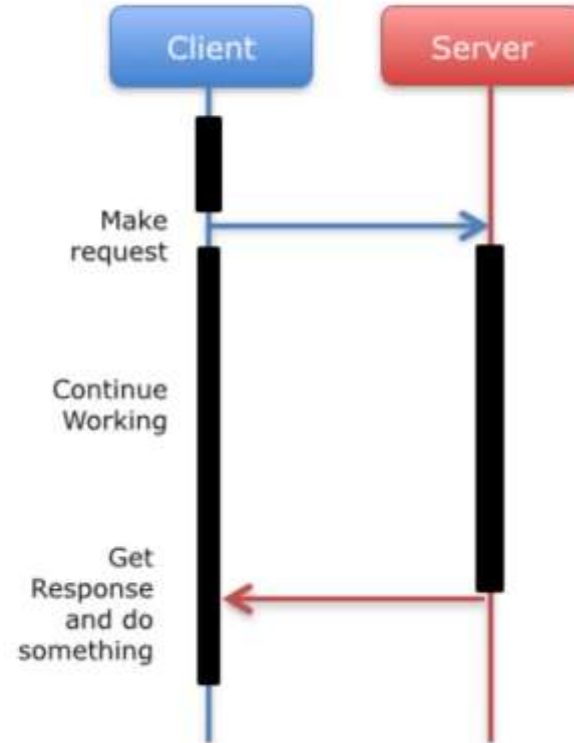 Client
Server
Make
request
Continue
Working
Get
Response
and do
something